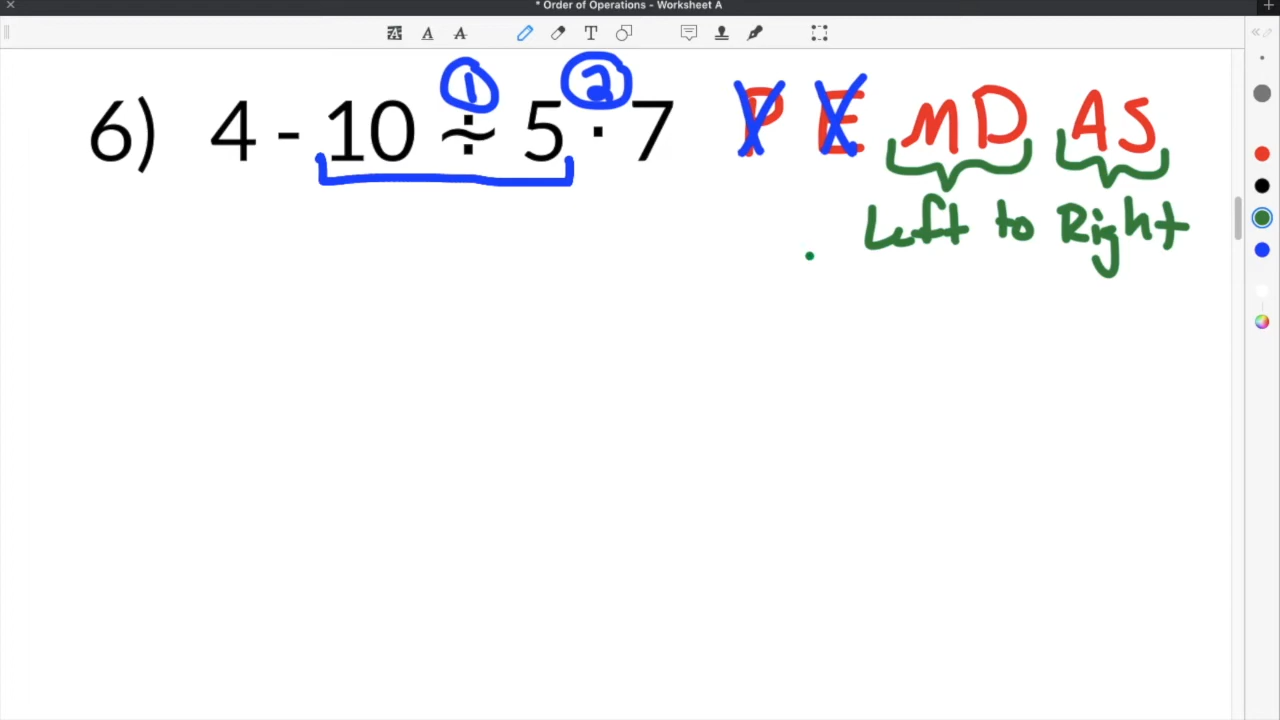 * Order of Operations - Worksheet A
A A A T
1 2
6) 4 - 10 ÷ 5 · 7 P E M D A S
Left to Right